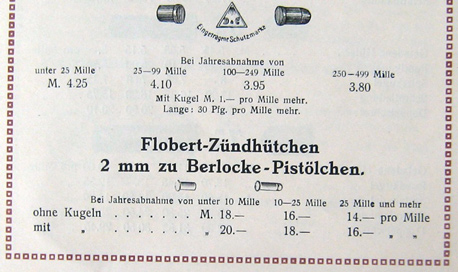 D & G
Eingetragene Schutzmarke
Bei Jahresabnahme von
unter 25 Mille 25—99 Mille 100—249 Mille 250—499 Mille
M. 4.25 4.10 3.95 3.80
Mit Kugel M. 1.— pro Mille mehr.
Lange: 30 Pfg. pro Mille mehr.
Flobert-Zündhütchen
2 mm zu Berlocke-Pistölchen.
Bei Jahresabnahme von unter 10 Mille 10—25 Mille 25 Mille und mehr
ohne Kugeln . . . . . . M. 18.— 16.— 14.— pro Mille
mit „ . . . . . . „ 20.— 18.— 16.— „ „